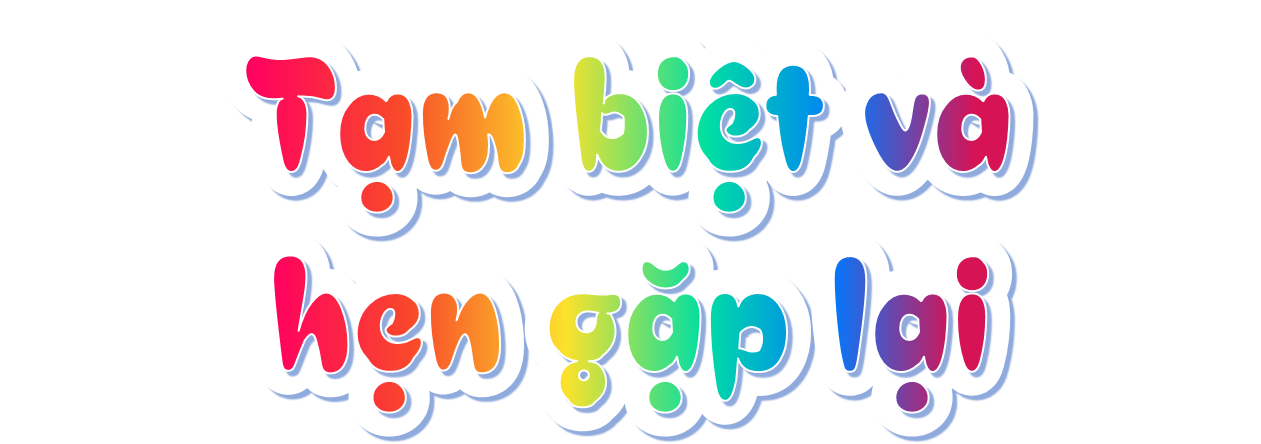 Tạm biệt và
hẹn gặp lại